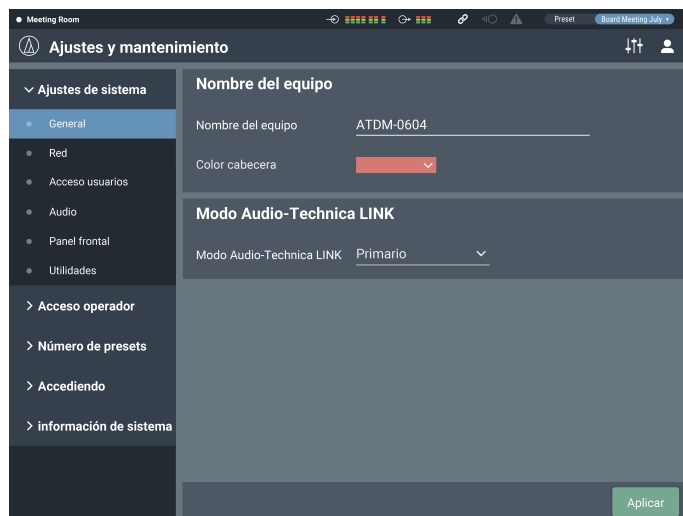 Meeting Room
Preset
Board Meeting July
Ajustes y mantenimiento
Ajustes de sistema
General
Red
Acceso usuarios
Audio
Panel frontal
Utilidades
Acceso operador
Número de presets
Accediendo
información de sistema
Nombre del equipo
Nombre del equipo ATDM-0604
Color cabecera
Modo Audio-Technica LINK
Modo Audio-Technica LINK Primario
Aplicar